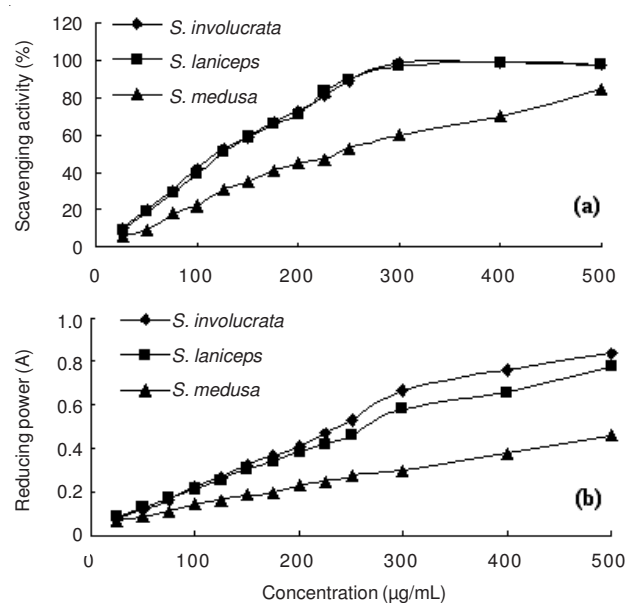 S. involucrata
S. laniceps
S. medusa
Scavenging activity (%)
120
100
80
60
40
20
0
(a)
0 100 200 300 400 500
S. involucrata
S. laniceps
S. medusa
Reducing power (A)
1.0
0.8
0.6
0.4
0.2
0
(b)
0 100 200 300 400 500
Concentration (μg/mL)